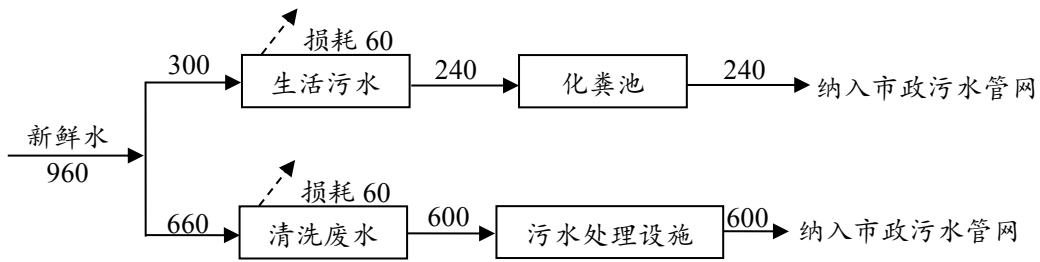 损耗 60
300
生活污水
240
化粪池
240
纳入市政污水管网
新鲜水
960
损耗 60
660
清洗废水
600
污水处理设施
600
纳入市政污水管网